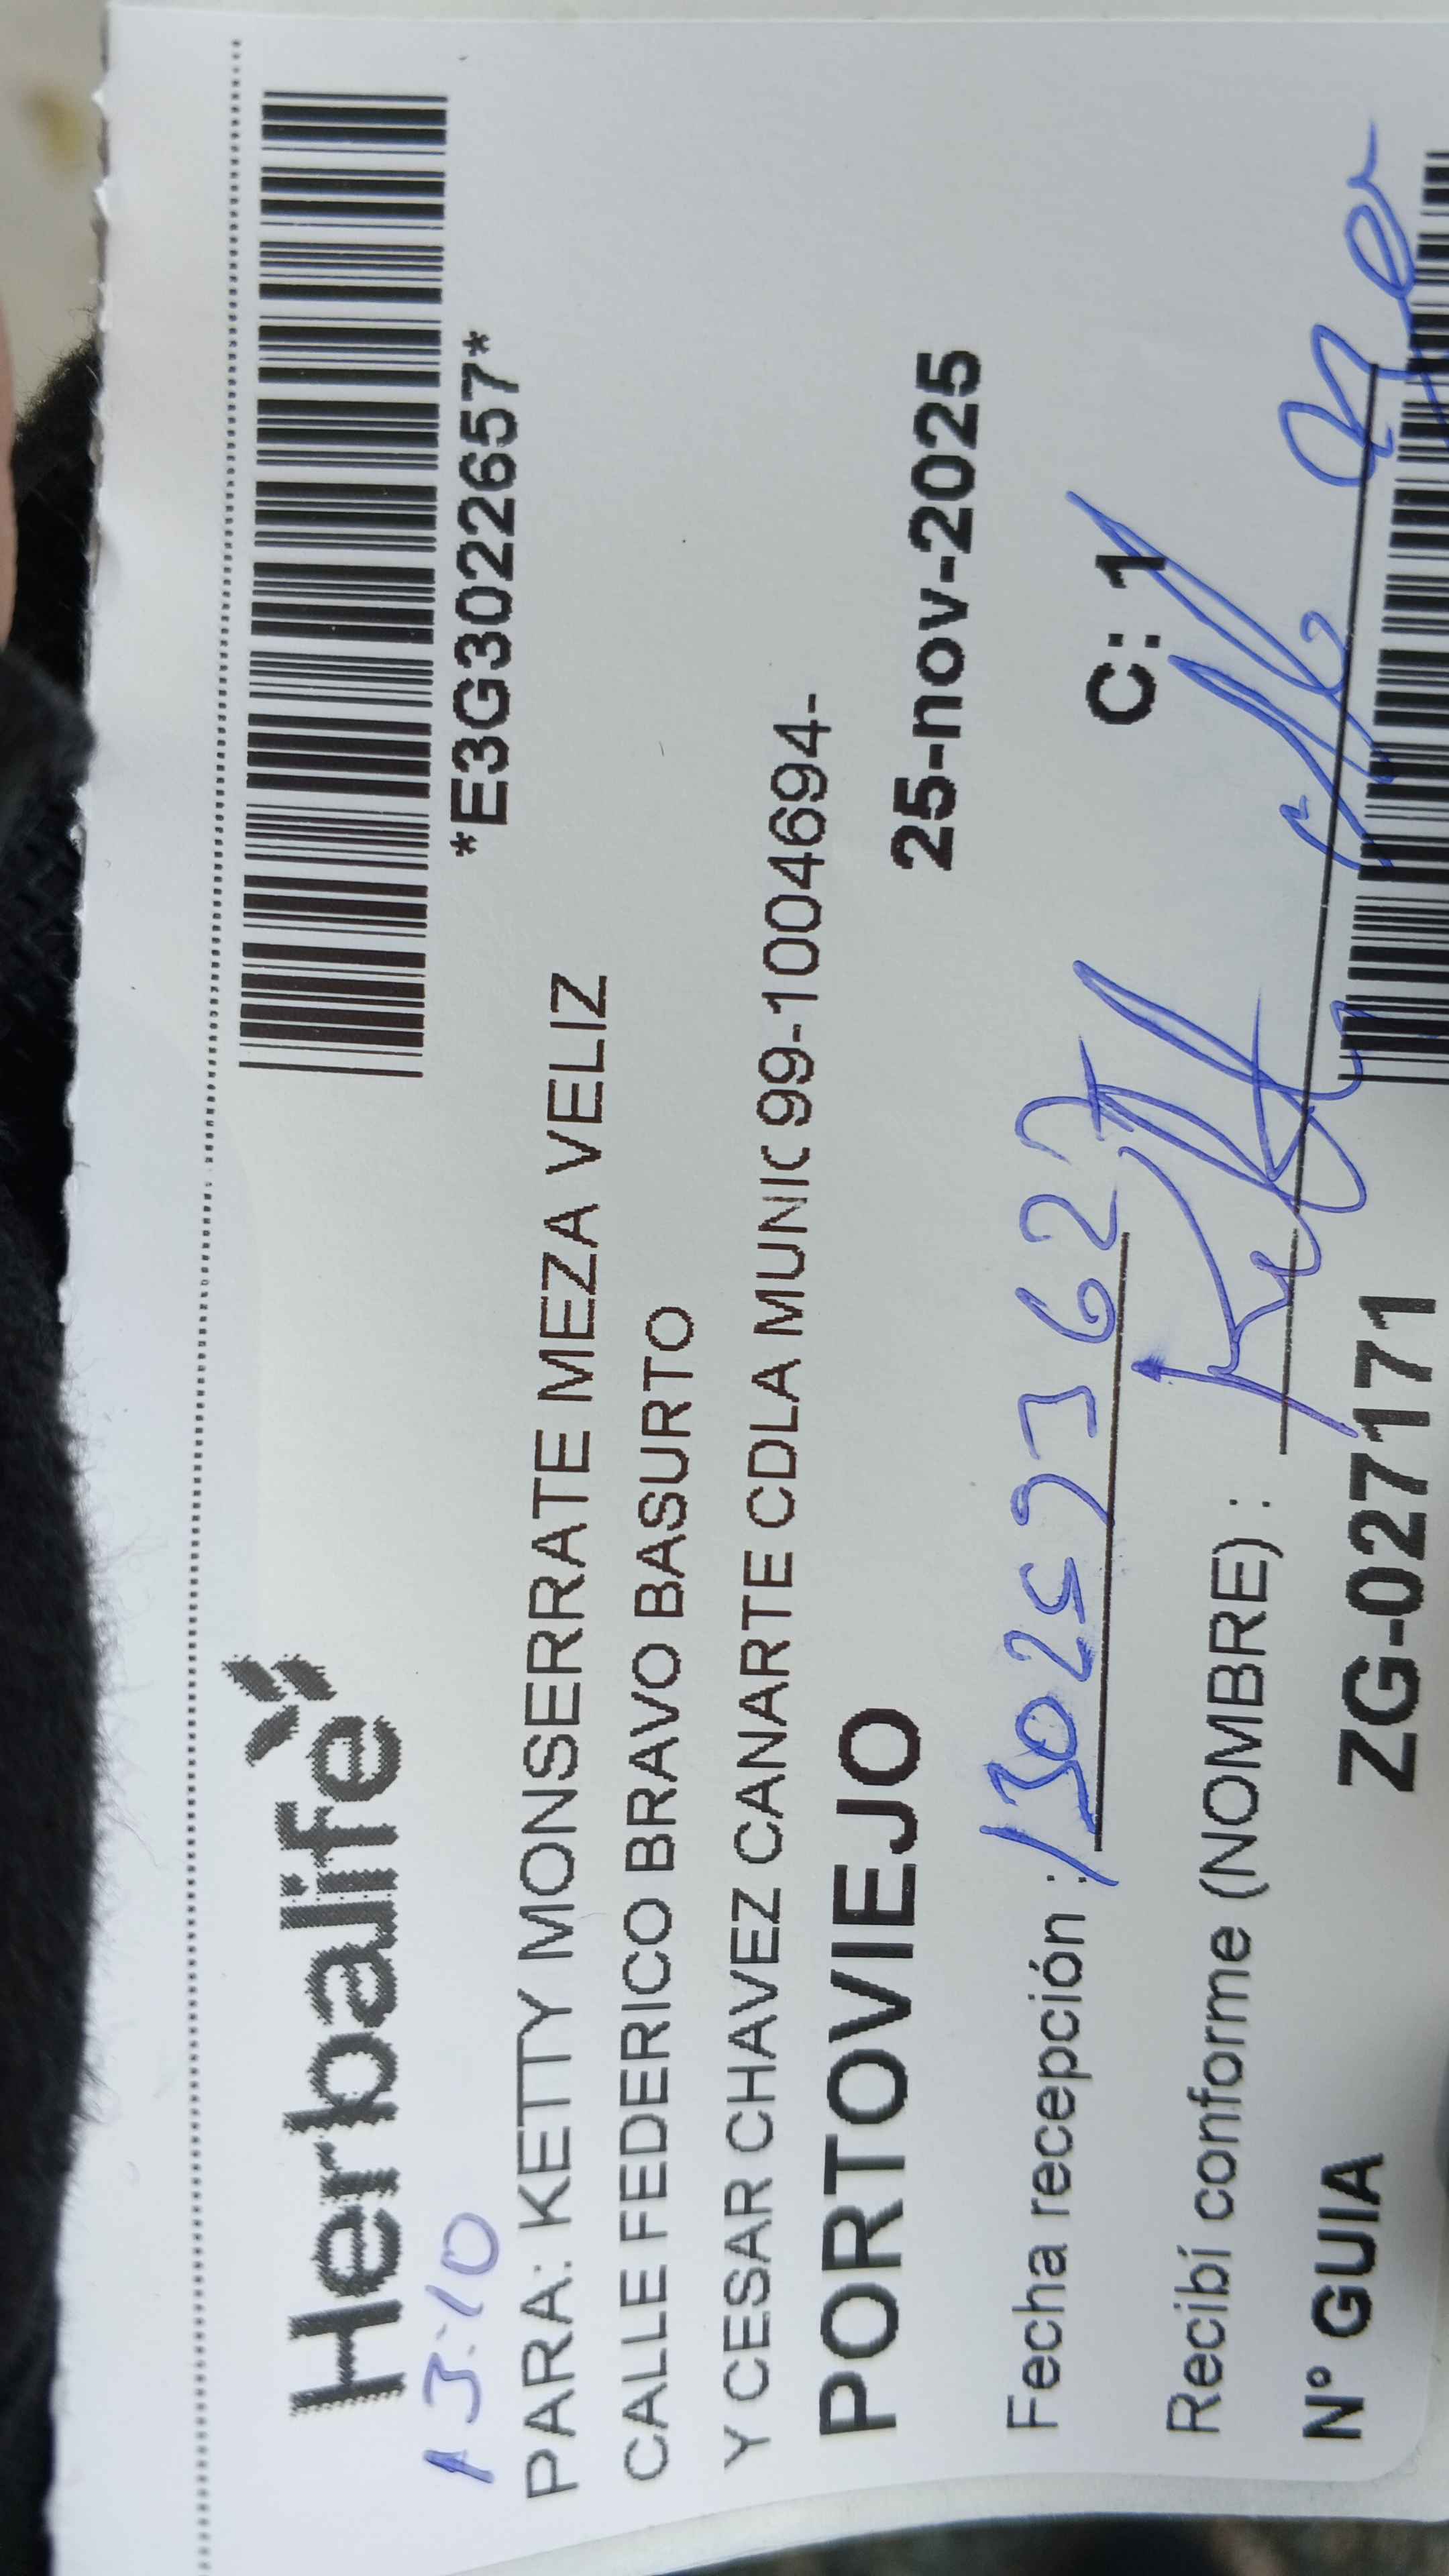 Herbalife
*E3G3022657*
13:10
PARA: KETTY MONSERRATE MEZA VELIZ
CALLE FEDERICO BRAVO BASURTO
Y CESAR CHAVEZ CANARTE CDLA MUNIC 99-1004694-
PORTOVIEJO 25-nov-2025
Fecha recepción : C: 1
Recibí conforme (NOMBRE) :
N° GUIA ZG-027171